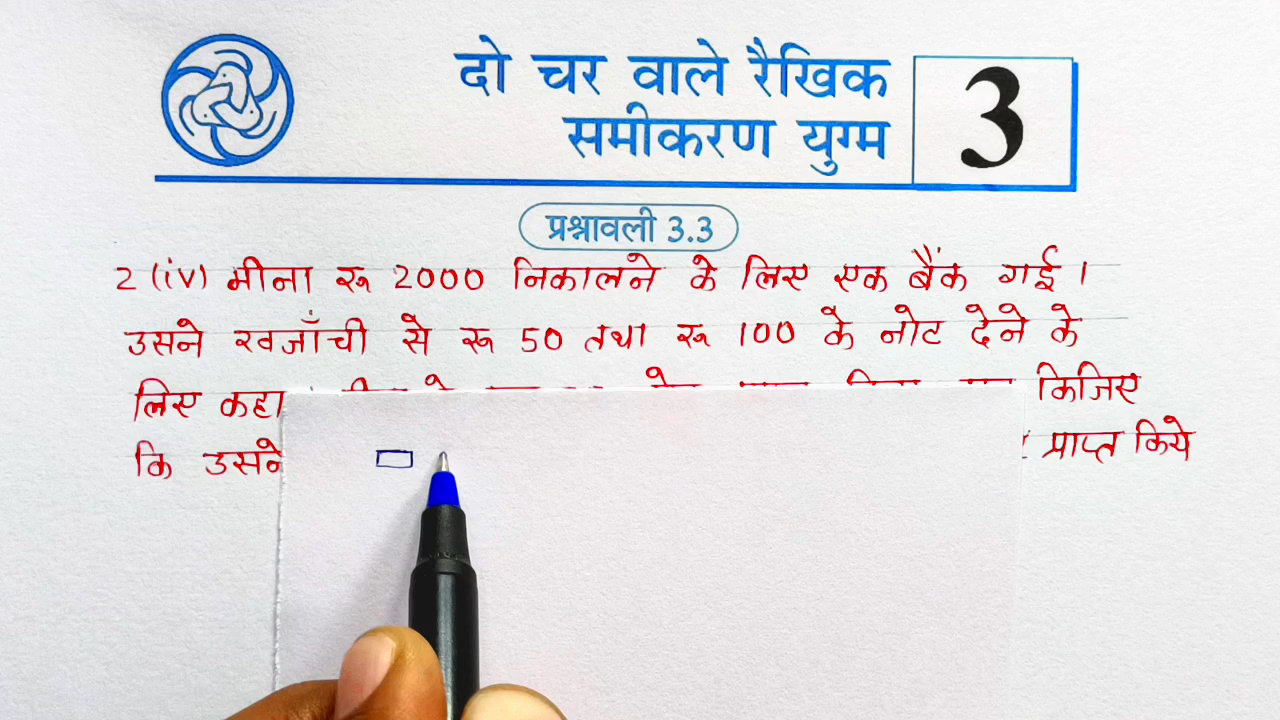 दो चर वाले रैखिक
समीकरण युग्म
3
प्रश्नावली 3.3
2 (iv) मीना रू 2000 निकालने के लिए एक बैंक गई।
उसने खजाँची से रू 50 तथा रू 100 के नोट देने के
लिए कहा किजिए
कि उसने प्राप्त किये